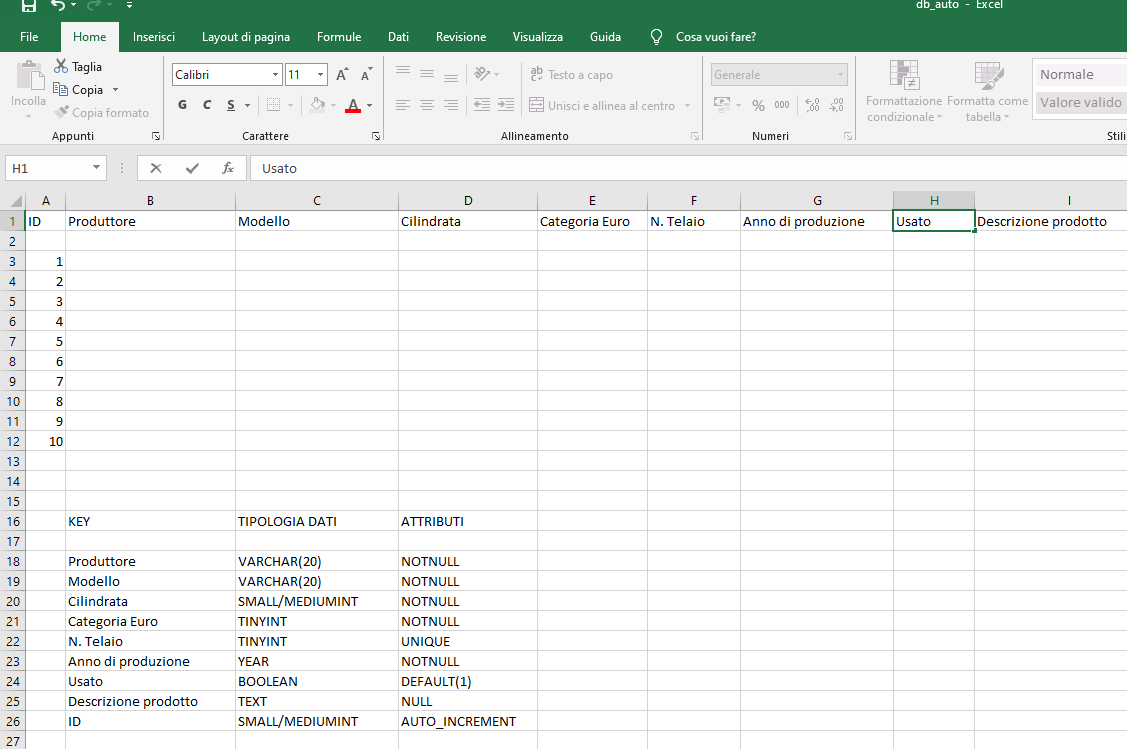 db_auto - Excel
File Home Inserisci Layout di pagina Formule Dati Revisione Visualizza Guida Cosa vuoi fare?
Incolla
Taglia
Copia
Copia formato
Appunti
Calibri 11 A A
G C S A
Carattere
ab c Testo a capo
Unisci e allinea al centro
Allineamento
Generale
% 000 ,00 ,00
Numeri
Formattazione condizionale
Formatta come tabella
Normale
Valore valido
Stili
H1 fx Usato
A B C D E F G H I
1 ID Produttore Modello Cilindrata Categoria Euro N. Telaio Anno di produzione Usato Descrizione prodotto
2
3 1
4 2
5 3
6 4
7 5
8 6
9 7
10 8
11 9
12 10
13
14
15
16 KEY TIPOLOGIA DATI ATTRIBUTI
17
18 Produttore VARCHAR(20) NOTNULL
19 Modello VARCHAR(20) NOTNULL
20 Cilindrata SMALL/MEDIUMINT NOTNULL
21 Categoria Euro TINYINT NOTNULL
22 N. Telaio TINYINT UNIQUE
23 Anno di produzione YEAR NOTNULL
24 Usato BOOLEAN DEFAULT(1)
25 Descrizione prodotto TEXT NULL
26 ID SMALL/MEDIUMINT AUTO_INCREMENT
27